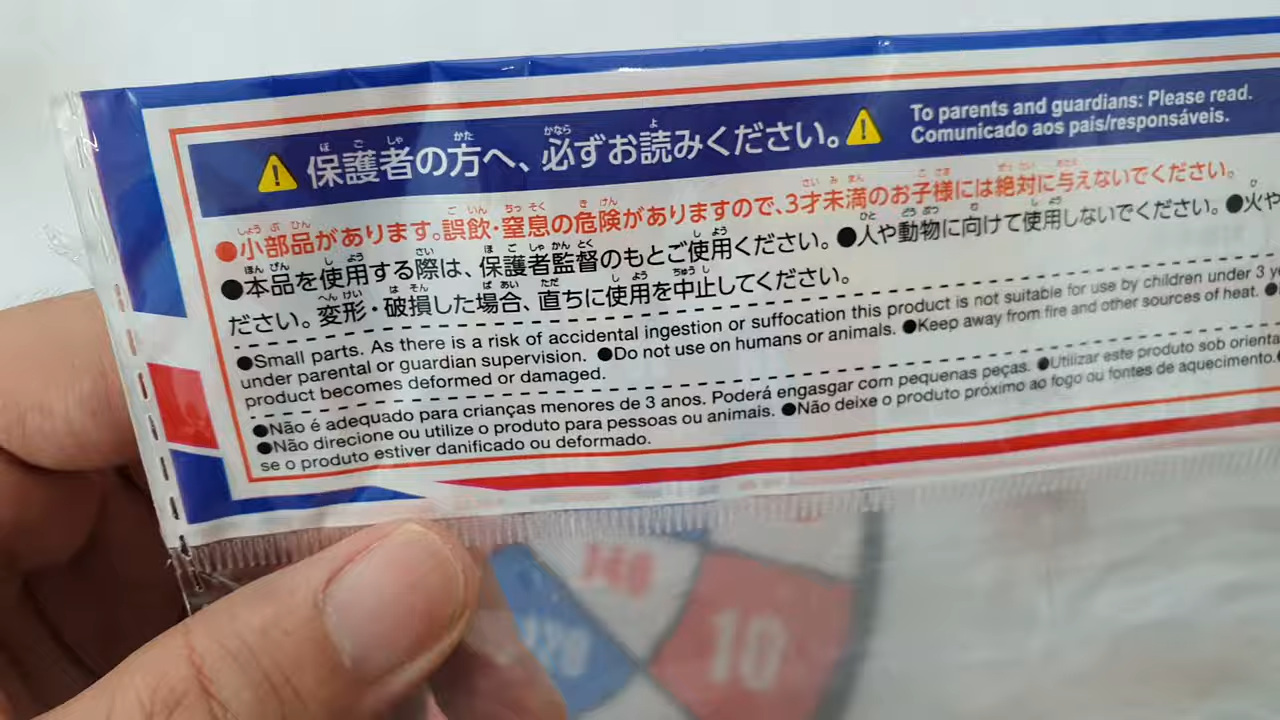 保護者の方へ、必ずお読みください。
To parents and guardians: Please read.
Comunicado aos pais/responsáveis.
●小部品があります。誤飲・窒息の危険がありますので、3才未満のお子様には絶対に与えないでください。
●本品を使用する際は、保護者監督のもとご使用ください。●人や動物に向けて使用しないでください。●火や
ださい。変形・破損した場合、直ちに使用を中止してください。
●Small parts. As there is a risk of accidental ingestion or suffocation this product is not suitable for use by children under 3
under parental or guardian supervision. ●Do not use on humans or animals. ●Keep away from fire and other sources of heat. ●
product becomes deformed or damaged.
●Não é adequado para crianças menores de 3 anos. Poderá engasgar com pequenas peças. ●Utilizar este produto sob
●Não direcione ou utilize o produto para pessoas ou animais. ●Não deixe o produto próximo ao fogo ou fontes de aquecimento.
se o produto estiver danificado ou deformado.
140
120
10